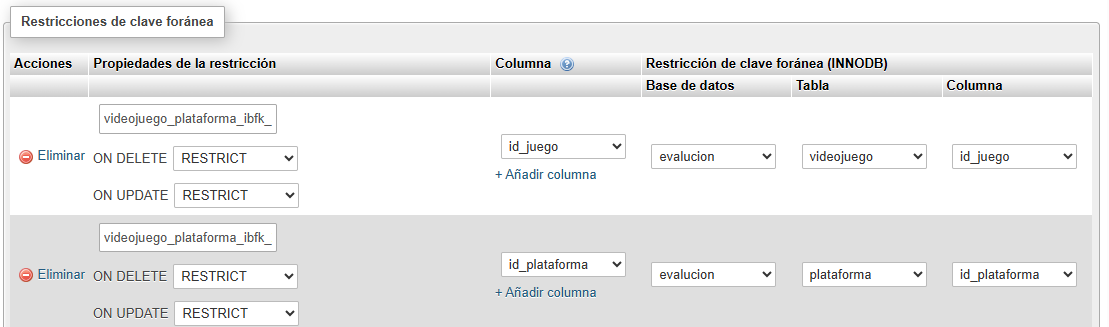 Restricciones de clave foránea
Acciones Propiedades de la restricción Columna Restricción de clave foránea (INNODB)
Base de datos Tabla Columna
videojuego_plataforma_ibfk_
Eliminar ON DELETE RESTRICT id_juego evalucion videojuego id_juego
+ Añadir columna
ON UPDATE RESTRICT
videojuego_plataforma_ibfk_
Eliminar ON DELETE RESTRICT id_plataforma evalucion plataforma id_plataforma
+ Añadir columna
ON UPDATE RESTRICT